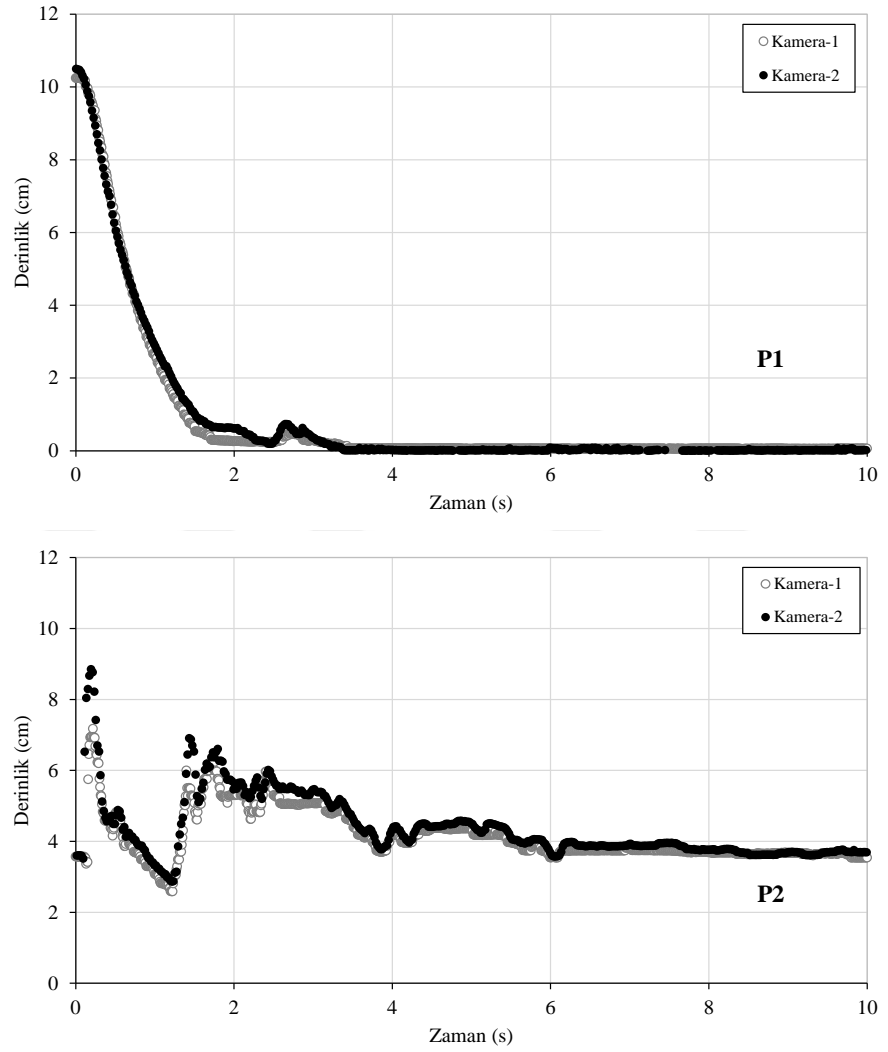 12
10
8
6
4
2
0
Derinlik (cm)
Kamera-1
Kamera-2
P1
0 2 4 6 8 10
Zaman (s)
12
10
8
6
4
2
0
Derinlik (cm)
Kamera-1
Kamera-2
P2
0 2 4 6 8 10
Zaman (s)